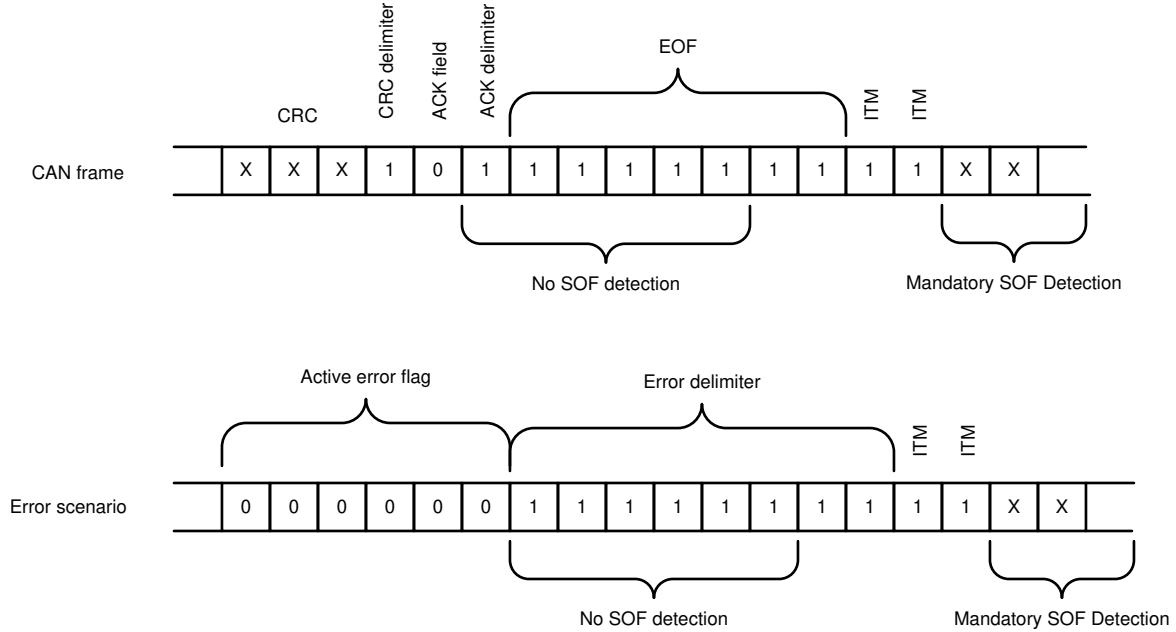 CRC delimiter
ACK field
ACK delimiter
EOF
ITM
ITM
CRC
CAN frame
X X X 1 0 1 1 1 1 1 1 1 1 1 1 X X
No SOF detection
Mandatory SOF Detection
Active error flag
Error delimiter
ITM
ITM
Error scenario
0 0 0 0 0 0 1 1 1 1 1 1 1 1 1 1 X X
No SOF detection
Mandatory SOF Detection